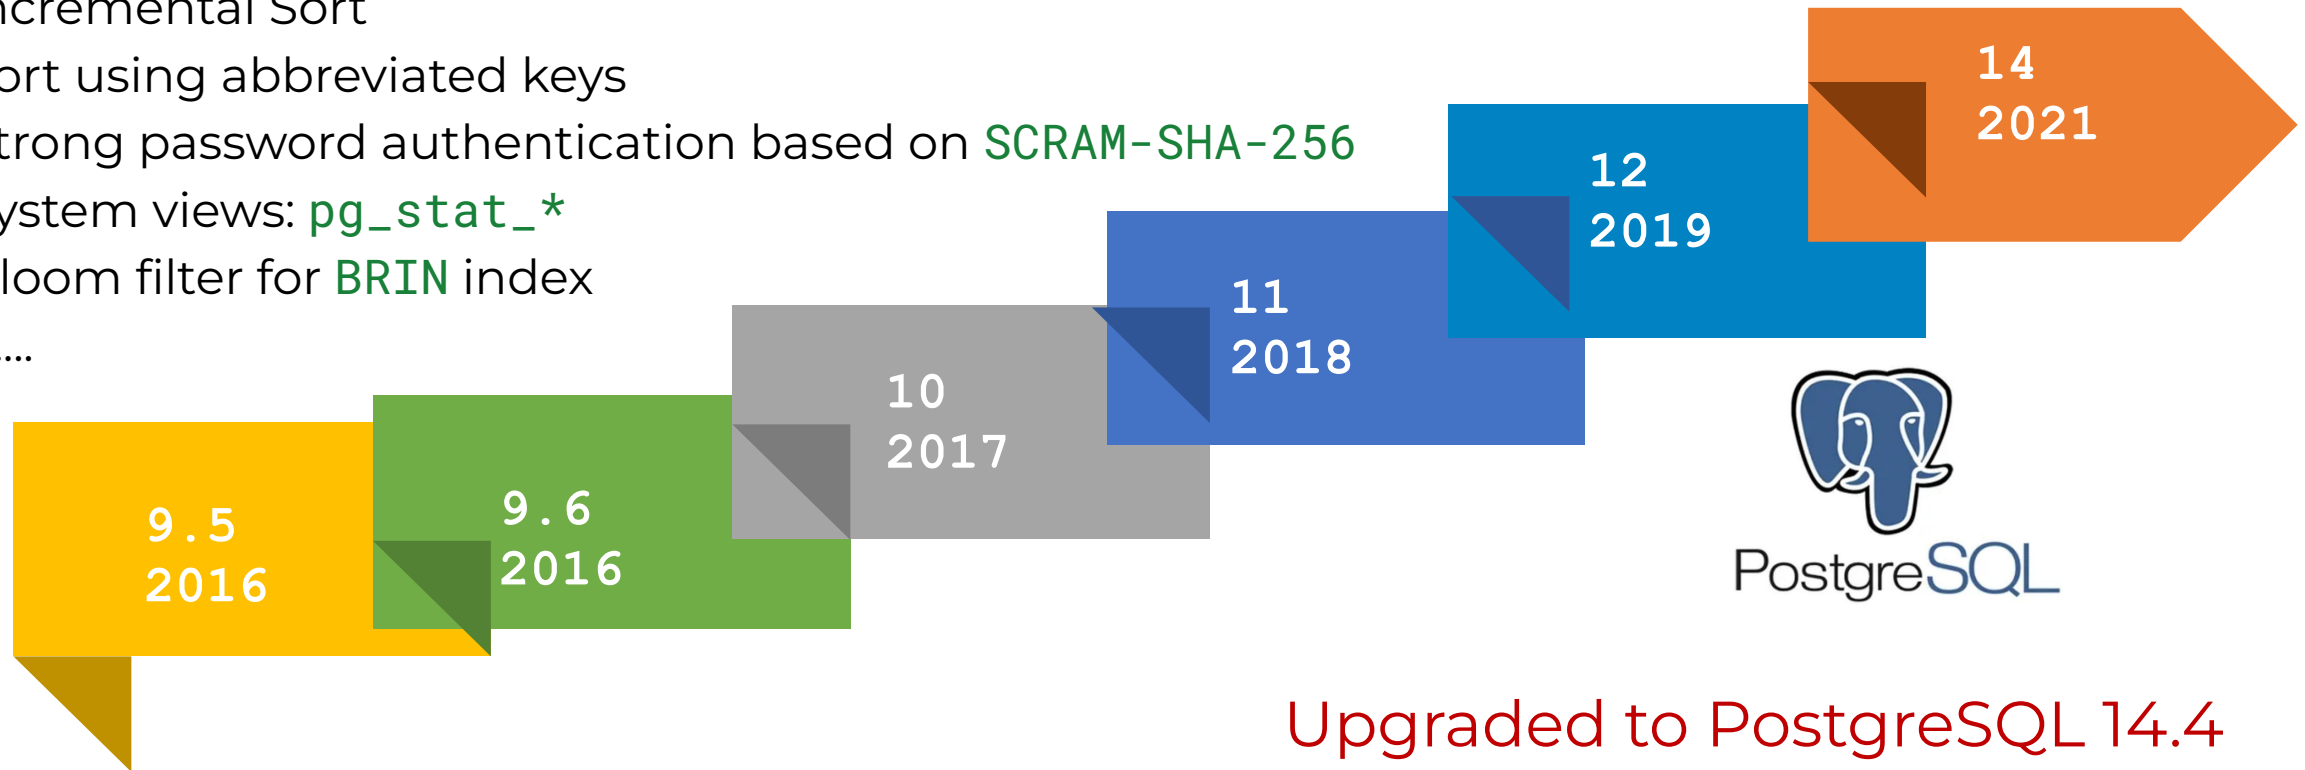 ncremental Sort
ort using abbreviated keys
trong password authentication based on SCRAM-SHA-256
ystem views: pg_stat_*
loom filter for BRIN index
....
14
2021
12
2019
11
2018
10
2017
9.6
2016
9.5
2016
PostgreSQL
Upgraded to PostgreSQL 14.4